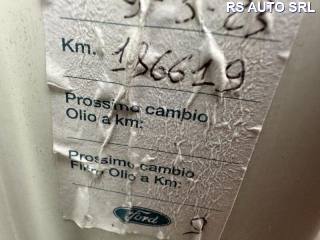 RS AUTO SRL
Km. 186619
Prossimo cambio
Olio a km:
Prossimo cambio
Filtro Olio a Km:
Ford